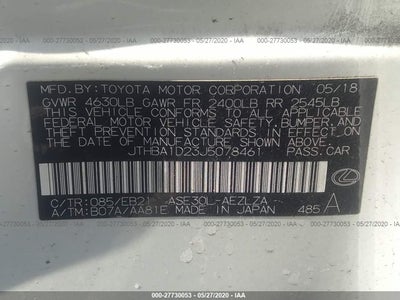 000-27730053 - 05/27/2020 - IAA
MFD. BY: TOYOTA MOTOR CORPORATION 05/18
GVWR 4630LB GAWR FR 2400LB RR 2545LB
THIS VEHICLE CONFORMS TO ALL APPLICABLE
FEDERAL MOTOR VEHICLE SAFETY, BUMPER, AND
THEFT PREVENTION STANDARDS IN EFFECT ON
THE DATE OF MANUFACTURE SHOWN ABOVE.
JTHBA1D23J5078461 PASS.CAR
C/TR: 085/EB21 ASE30L-AEZLZA
A/TM: B07A/AA81E MADE IN JAPAN 485 A
000-27730053 - 05/27/2020 - IAA